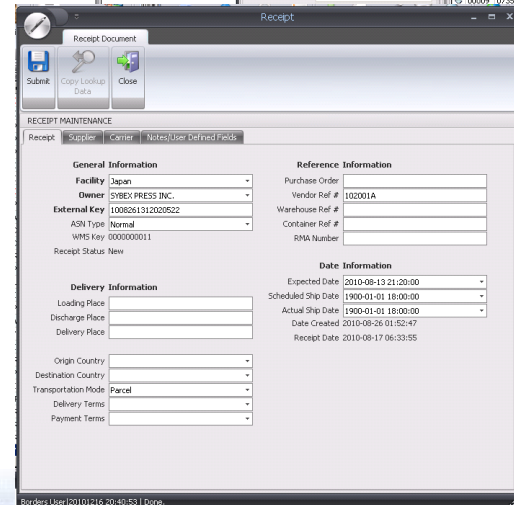 00009 0735
Receipt
Receipt Document
Submit
Copy Lookup
Data
Close
RECEIPT MAINTENANCE
Receipt Supplier Carrier Notes/User Defined Fields
General Information
Facility Japan
Owner SYBEX PRESS INC.
External Key 1008261312020522
ASN Type Normal
WMS Key 0000000011
Receipt Status New
Reference Information
Purchase Order
Vendor Ref # 102001A
Warehouse Ref #
Container Ref #
RMA Number
Delivery Information
Loading Place
Discharge Place
Delivery Place
Origin Country
Destination Country
Transportation Mode Parcel
Delivery Terms
Payment Terms
Date Information
Expected Date 2010-08-13 21:20:00
Scheduled Ship Date 1900-01-01 18:00:00
Actual Ship Date 1900-01-01 18:00:00
Date Created 2010-08-26 01:52:47
Receipt Date 2010-08-17 06:33:55
Borders User|20101216 20:40:53 | Done.